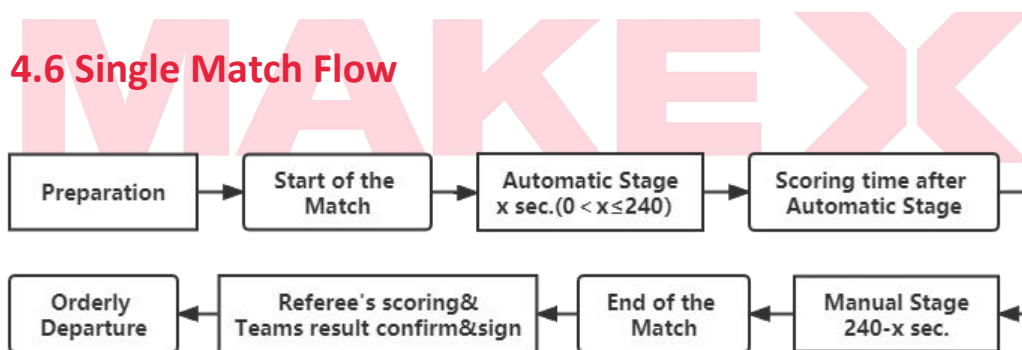 MAKEX
4.6 Single Match Flow
Preparation
Start of the
Match
Automatic Stage
x sec.(0<x≤240)
Scoring time after
Automatic Stage
Manual Stage
240-x sec.
End of the
Match
Referee's scoring&
Teams result confirm&sign
Orderly
Departure